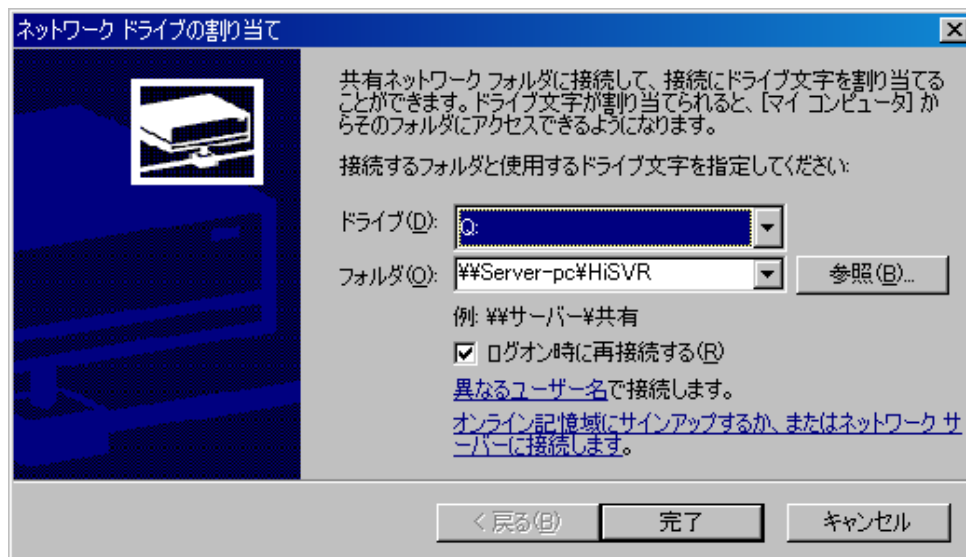 ネットワーク ドライブの割り当て
共有ネットワーク フォルダに接続して、接続にドライブ文字を割り当てる
ことができます。ドライブ文字が割り当てられると、[マイ コンピュータ] か
らそのフォルダにアクセスできるようになります。
接続するフォルダと使用するドライブ文字を指定してください:
ドライブ(D): Q:
フォルダ(O): ¥¥Server-pc¥HiSVR 参照(B)...
例: ¥¥サーバー¥共有
ログオン時に再接続する(R)
異なるユーザー名で接続します。
オンライン記憶域にサインアップするか、またはネットワーク サ
ーバーに接続します。
< 戻る(B) 完了 キャンセル